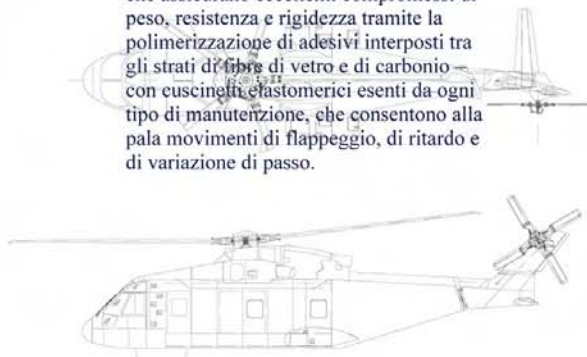 che assicurano eccellenti compromessi di
peso, resistenza e rigidezza tramite la
polimerizzazione di adesivi interposti tra
gli strati di fibre di vetro e di carbonio –
con cuscinetti elastomerici esenti da ogni
tipo di manutenzione, che consentono alla
pala movimenti di flappeggio, di ritardo e
di variazione di passo.